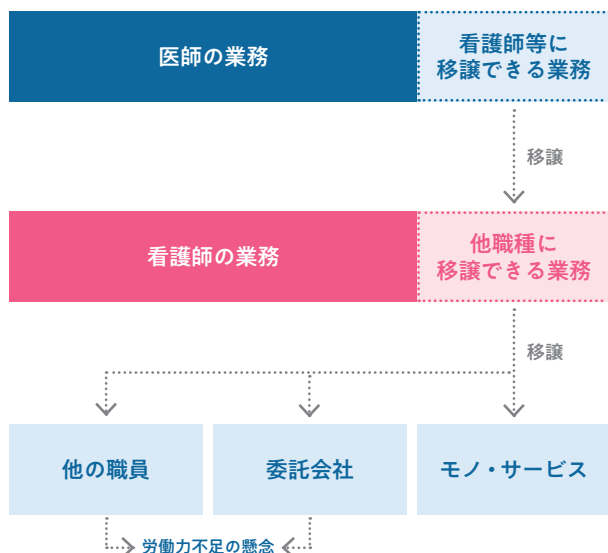 医師の業務
看護師等に
移譲できる業務
移譲
看護師の業務
他職種に
移譲できる業務
移譲
他の職員
委託会社
モノ・サービス
労働力不足の懸念